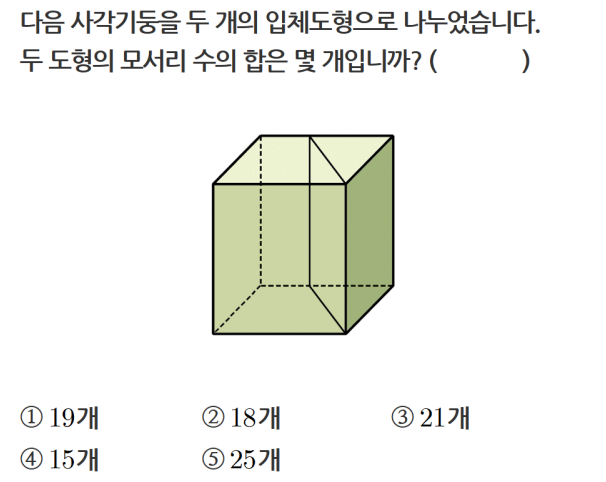 다음 사각기둥을 두 개의 입체도형으로 나누었습니다.
두 도형의 모서리 수의 합은 몇 개입니까? ( )
① 19개 ② 18개 ③ 21개
④ 15개 ⑤ 25개